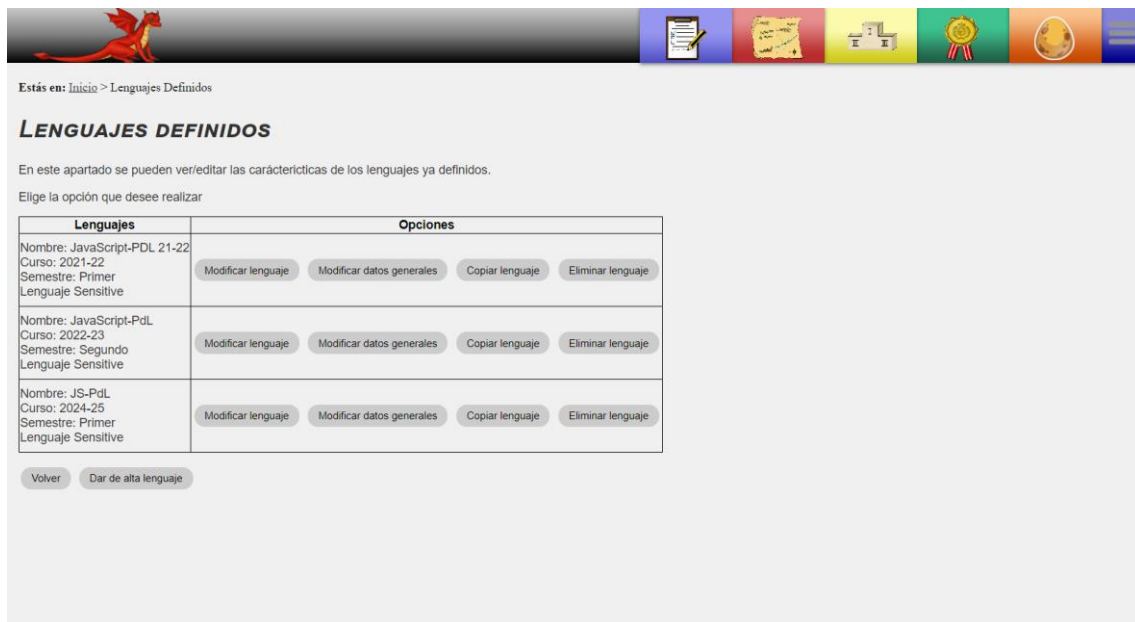 Estás en: Inicio > Lenguajes Definidos
LENGUAJES DEFINIDOS
En este apartado se pueden ver/editar las carácterícticas de los lenguajes ya definidos.
Elige la opción que desee realizar
Lenguajes Opciones
Nombre: JavaScript-PDL 21-22
Curso: 2021-22
Semestre: Primer
Lenguaje Sensitive
Modificar lenguaje Modificar datos generales Copiar lenguaje Eliminar lenguaje
Nombre: JavaScript-PdL
Curso: 2022-23
Semestre: Segundo
Lenguaje Sensitive
Modificar lenguaje Modificar datos generales Copiar lenguaje Eliminar lenguaje
Nombre: JS-PdL
Curso: 2024-25
Semestre: Primer
Lenguaje Sensitive
Modificar lenguaje Modificar datos generales Copiar lenguaje Eliminar lenguaje
Volver Dar de alta lenguaje